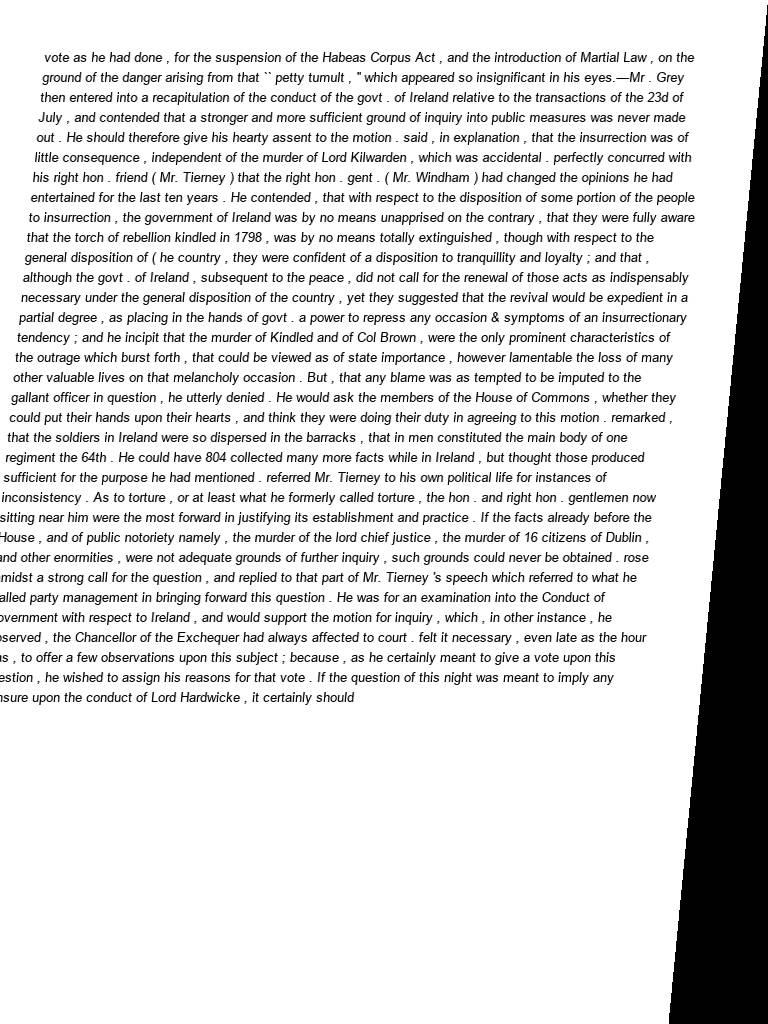 vote as he had done , for the suspension of the Habeas Corpus Act , and the introduction of Martial Law , on the
ground of the danger arising from that `` petty tumult , '' which appeared so insignificant in his eyes.—Mr . Grey
then entered into a recapitulation of the conduct of the govt . of Ireland relative to the transactions of the 23d of
July , and contended that a stronger and more sufficient ground of inquiry into public measures was never made
out . He should therefore give his hearty assent to the motion . said , in explanation , that the insurrection was of
little consequence , independent of the murder of Lord Kilwarden , which was accidental . perfectly concurred with
his right hon . friend ( Mr. Tierney ) that the right hon . gent . ( Mr. Windham ) had changed the opinions he had
entertained for the last ten years . He contended , that with respect to the disposition of some portion of the people
to insurrection , the government of Ireland was by no means unapprised on the contrary , that they were fully aware
that the torch of rebellion kindled in 1798 , was by no means totally extinguished , though with respect to the
general disposition of ( he country , they were confident of a disposition to tranquillity and loyalty ; and that ,
although the govt . of Ireland , subsequent to the peace , did not call for the renewal of those acts as indispensably
necessary under the general disposition of the country , yet they suggested that the revival would be expedient in a
partial degree , as placing in the hands of govt . a power to repress any occasion & symptoms of an insurrectionary
tendency ; and he incipit that the murder of Kindled and of Col Brown , were the only prominent characteristics of
the outrage which burst forth , that could be viewed as of state importance , however lamentable the loss of many
other valuable lives on that melancholy occasion . But , that any blame was as tempted to be imputed to the
gallant officer in question , he utterly denied . He would ask the members of the House of Commons , whether they
could put their hands upon their hearts , and think they were doing their duty in agreeing to this motion . remarked ,
that the soldiers in Ireland were so dispersed in the barracks , that in men constituted the main body of one
regiment the 64th . He could have 804 collected many more facts while in Ireland , but thought those produced
sufficient for the purpose he had mentioned . referred Mr. Tierney to his own political life for instances of
inconsistency . As to torture , or at least what he formerly called torture , the hon . and right hon . gentlemen now
sitting near him were the most forward in justifying its establishment and practice . If the facts already before the
House , and of public notoriety namely , the murder of the lord chief justice , the murder of 16 citizens of Dublin ,
and other enormities , were not adequate grounds of further inquiry , such grounds could never be obtained . rose
midst a strong call for the question , and replied to that part of Mr. Tierney 's speech which referred to what he
alled party management in bringing forward this question . He was for an examination into the Conduct of
overnment with respect to Ireland , and would support the motion for inquiry , which , in other instance , he
served , the Chancellor of the Exchequer had always affected to court . felt it necessary , even late as the hour
s , to offer a few observations upon this subject ; because , as he certainly meant to give a vote upon this
estion , he wished to assign his reasons for that vote . If the question of this night was meant to imply any
nsure upon the conduct of Lord Hardwicke , it certainly should